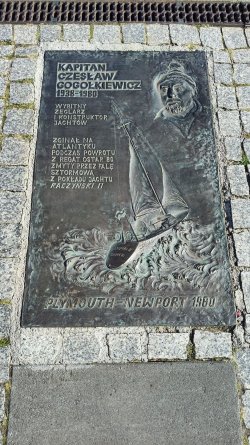 KAPITAN
CZESŁAW
GOGOŁKIEWICZ
1938-1980
WYBITNY
ŻEGLARZ
I KONSTRUKTOR
JACHTÓW
ZGINĄŁ NA
ATLANTYKU
PODCZAS POWROTU
Z REGAT OSTAR 80
ZMYTY PRZEZ FALĘ
SZTORMOWĄ
Z POKŁADU JACHTU
RACZYŃSKI II
PLYMOUTH-NEWPORT 1980